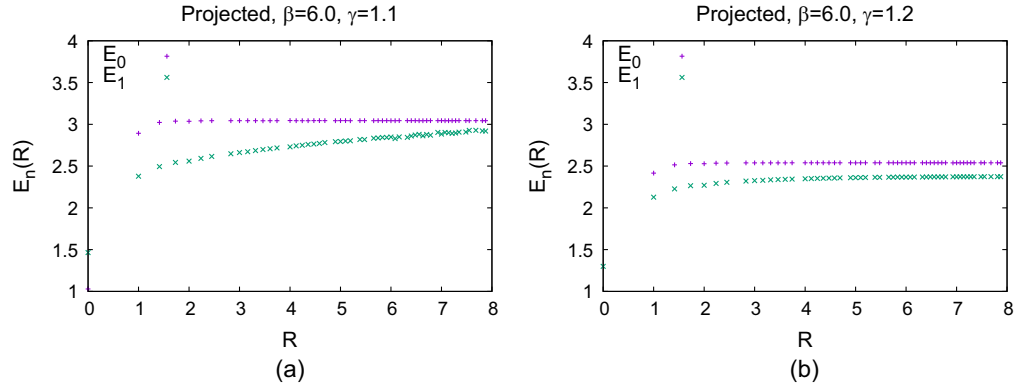 Projected, β=6.0, γ=1.1
E₀
E₁
4
3.5
3
2.5
2
1.5
1
Eₙ(R)
0 1 2 3 4 5 6 7 8
R
(a)
Projected, β=6.0, γ=1.2
E₀
E₁
4
3.5
3
2.5
2
1.5
1
Eₙ(R)
0 1 2 3 4 5 6 7 8
R
(b)